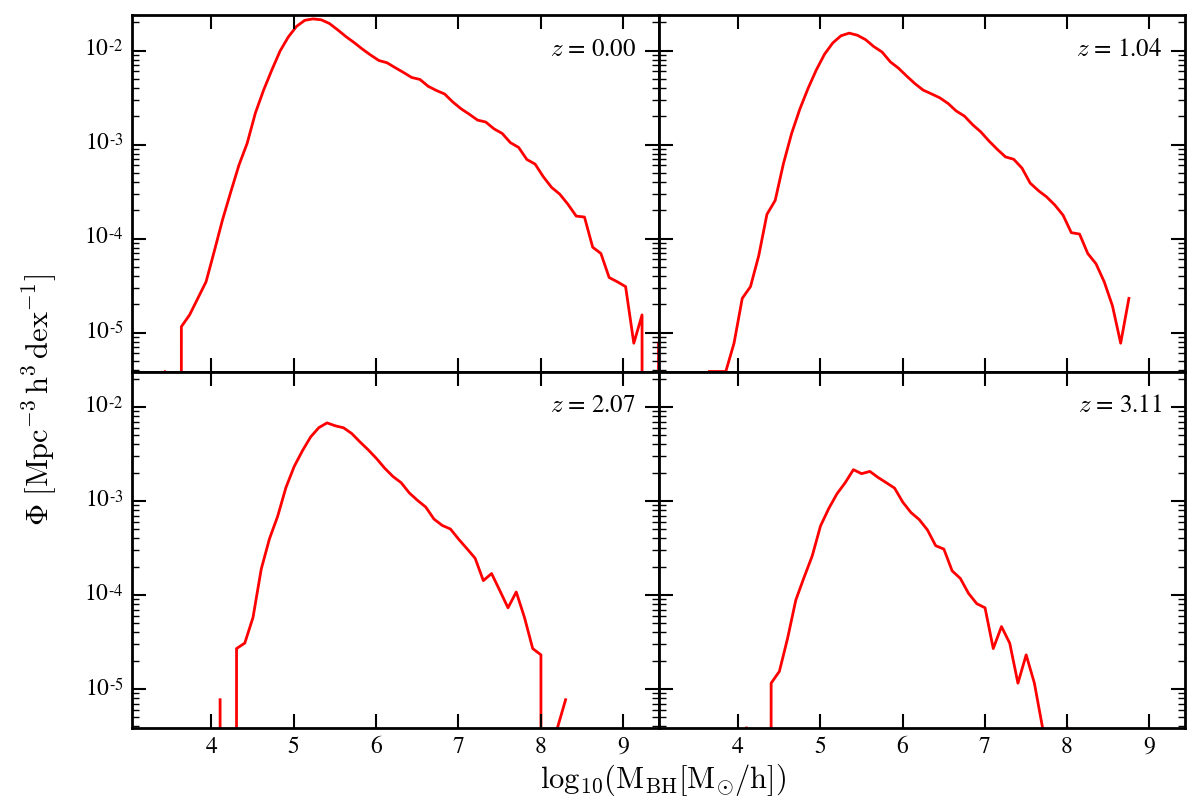 10⁻² z = 0.00 z = 1.04
10⁻³
10⁻⁴
10⁻⁵
Φ [Mpc⁻³ h³ dex⁻¹]
10⁻² z = 2.07 z = 3.11
10⁻³
10⁻⁴
10⁻⁵
4 5 6 7 8 9 4 5 6 7 8 9
log₁₀(M_BH[M_⊙/h])